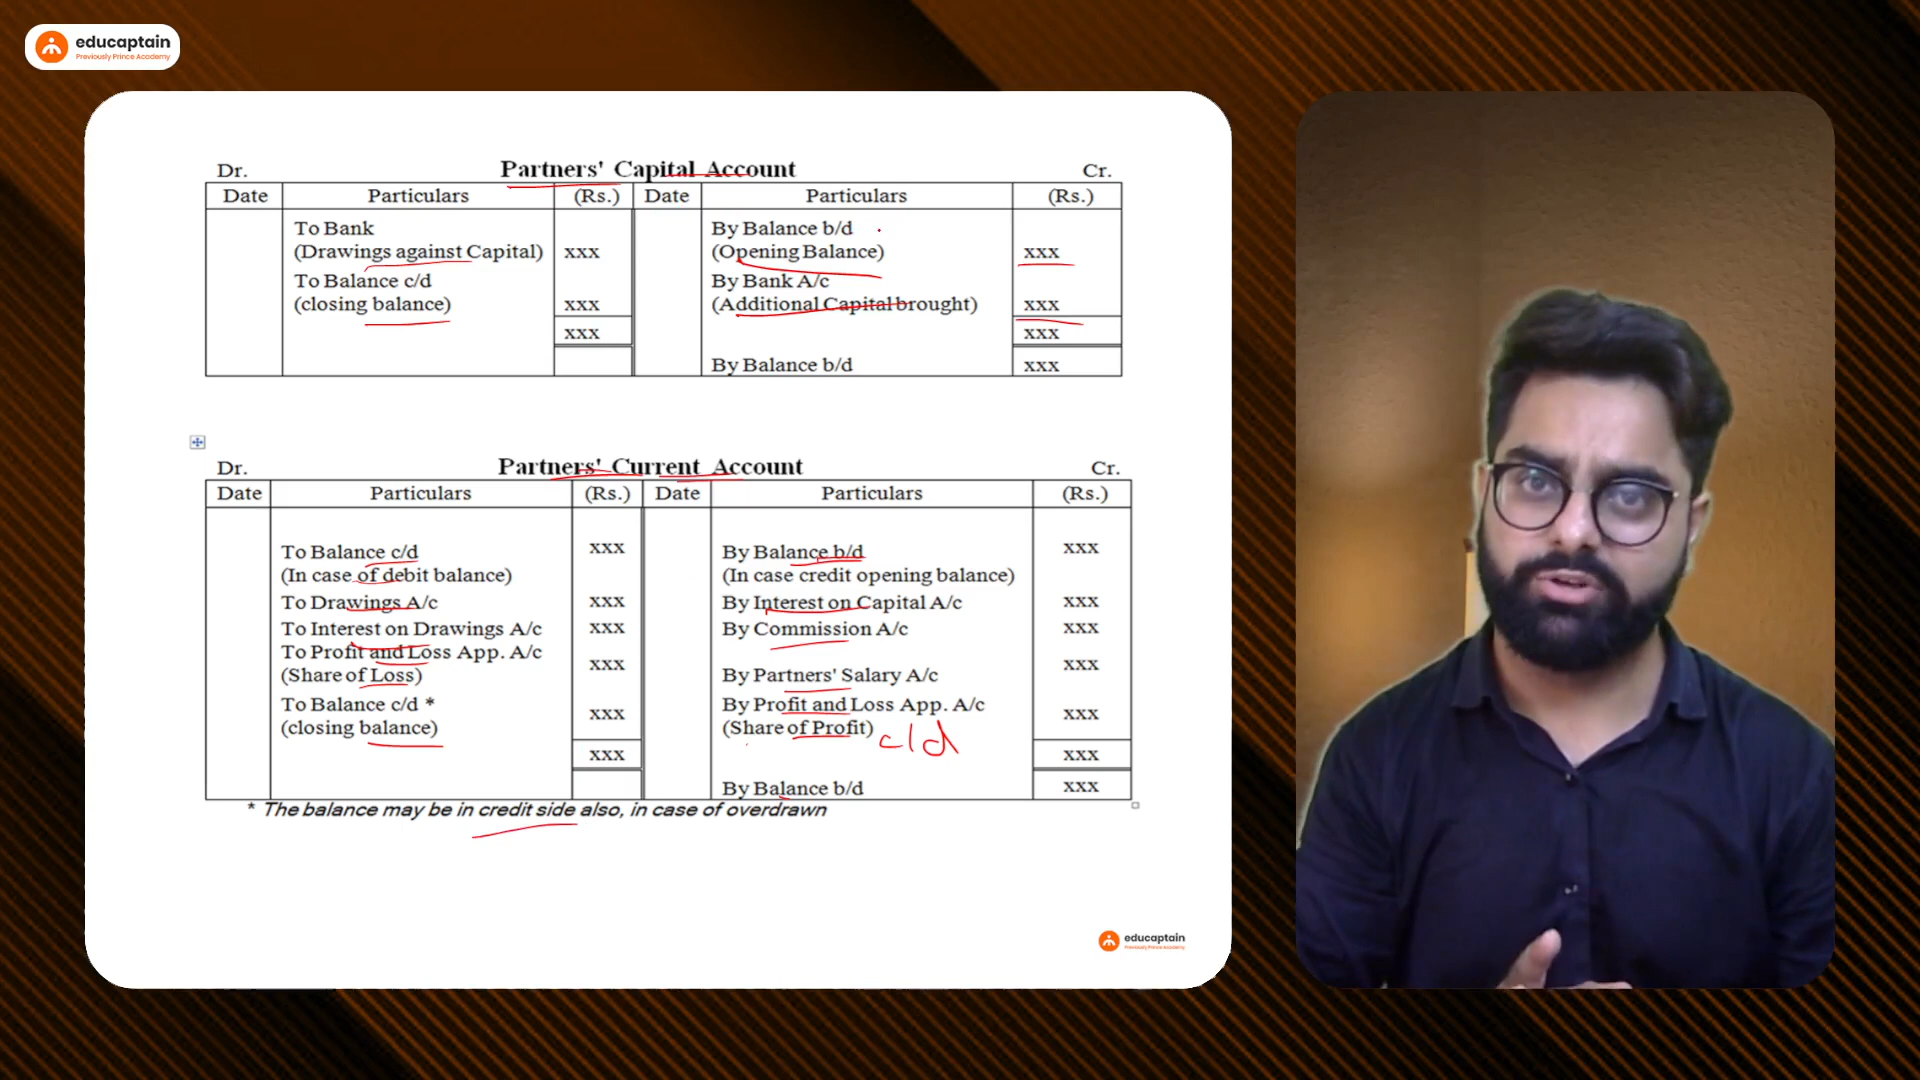 educaptain
Previously Prince Academy
Dr. Partners' Capital Account Cr.
Date Particulars (Rs.) Date Particulars (Rs.)
To Bank By Balance b/d
(Drawings against Capital) xxx (Opening Balance) xxx
To Balance c/d By Bank A/c
(closing balance) xxx (Additional Capital brought) xxx
xxx xxx
By Balance b/d xxx
Dr. Partners' Current Account Cr.
Date Particulars (Rs.) Date Particulars (Rs.)
To Balance c/d xxx By Balance b/d xxx
(In case of debit balance) (In case credit opening balance)
To Drawings A/c xxx By Interest on Capital A/c xxx
To Interest on Drawings A/c xxx By Commission A/c xxx
To Profit and Loss App. A/c
(Share of Loss) xxx By Partners' Salary A/c xxx
To Balance c/d * By Profit and Loss App. A/c
(closing balance) xxx (Share of Profit) c/d xxx
xxx xxx
By Balance b/d xxx
* The balance may be in credit side also, in case of overdrawn
educaptain
Previously Prince Academy